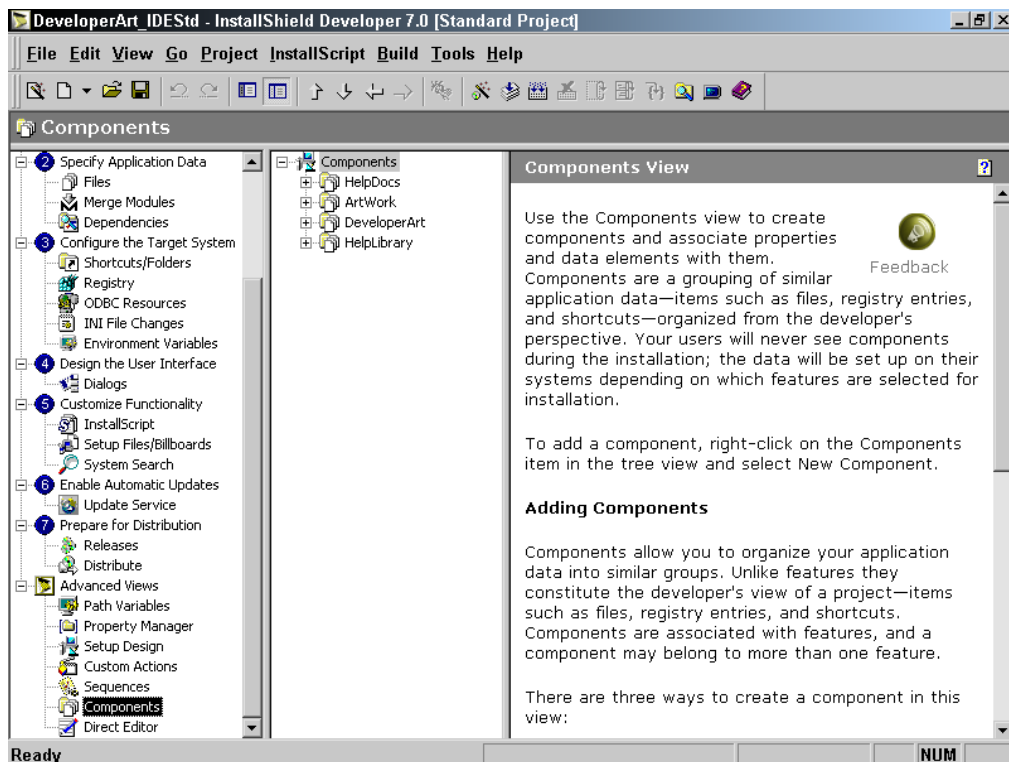 DeveloperArt_IDEStd - InstallShield Developer 7.0 [Standard Project]
File Edit View Go Project InstallScript Build Tools Help
Components
2 Specify Application Data
Files
Merge Modules
Dependencies
3 Configure the Target System
Shortcuts/Folders
Registry
ODBC Resources
INI File Changes
Environment Variables
4 Design the User Interface
Dialogs
5 Customize Functionality
InstallScript
Setup Files/Billboards
System Search
6 Enable Automatic Updates
Update Service
7 Prepare for Distribution
Releases
Distribute
Advanced Views
Path Variables
Property Manager
Setup Design
Custom Actions
Sequences
Components
Direct Editor
Components
HelpDocs
ArtWork
DeveloperArt
HelpLibrary
Components View
Use the Components view to create
components and associate properties
and data elements with them.
Components are a grouping of similar
application data—items such as files, registry entries,
and shortcuts—organized from the developer's
perspective. Your users will never see components
during the installation; the data will be set up on their
systems depending on which features are selected for
installation.
Feedback
To add a component, right-click on the Components
item in the tree view and select New Component.
Adding Components
Components allow you to organize your application
data into similar groups. Unlike features they
constitute the developer's view of a project—items
such as files, registry entries, and shortcuts.
Components are associated with features, and a
component may belong to more than one feature.
There are three ways to create a component in this
view:
Ready
NUM